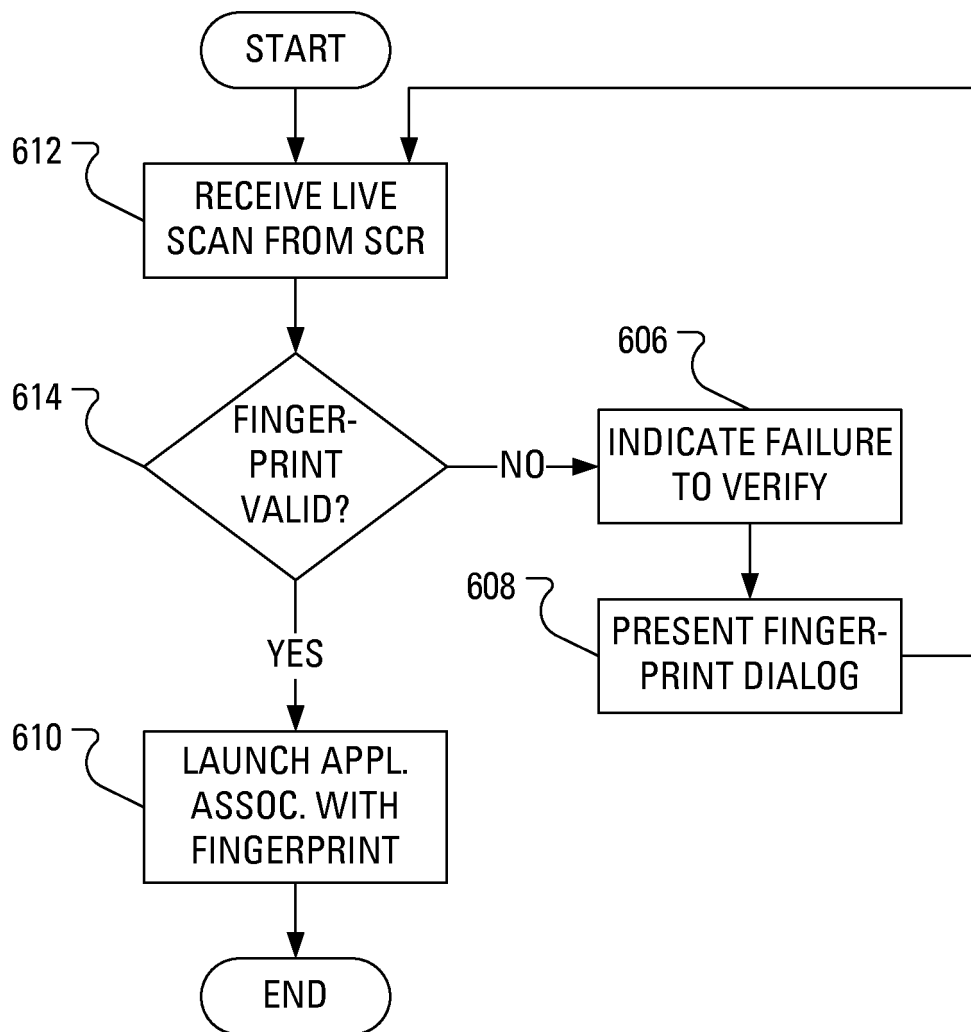 START
612
RECEIVE LIVE
SCAN FROM SCR
614
FINGER-
PRINT
VALID?
NO
606
INDICATE FAILURE
TO VERIFY
608
PRESENT FINGER-
PRINT DIALOG
YES
610
LAUNCH APPL.
ASSOC. WITH
FINGERPRINT
END